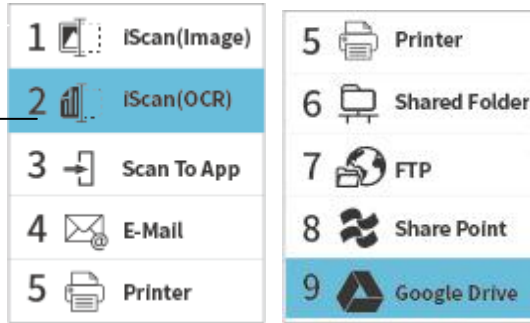 1 iScan(Image)
2 iScan(OCR)
3 Scan To App
4 E-Mail
5 Printer
5 Printer
6 Shared Folder
7 FTP
8 Share Point
9 Google Drive